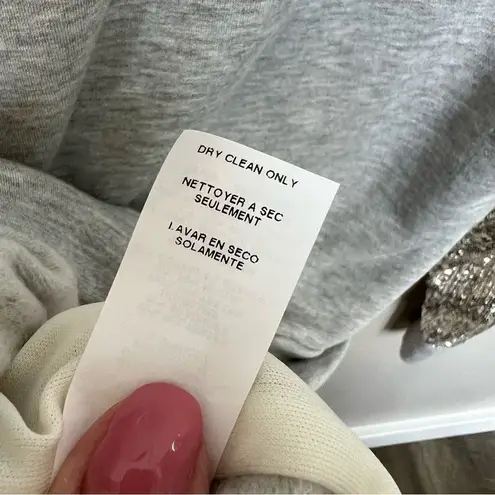 DRY CLEAN ONLY
NETTOYER A SEC
SEULEMENT
LAVAR EN SECO
SOLAMENTE